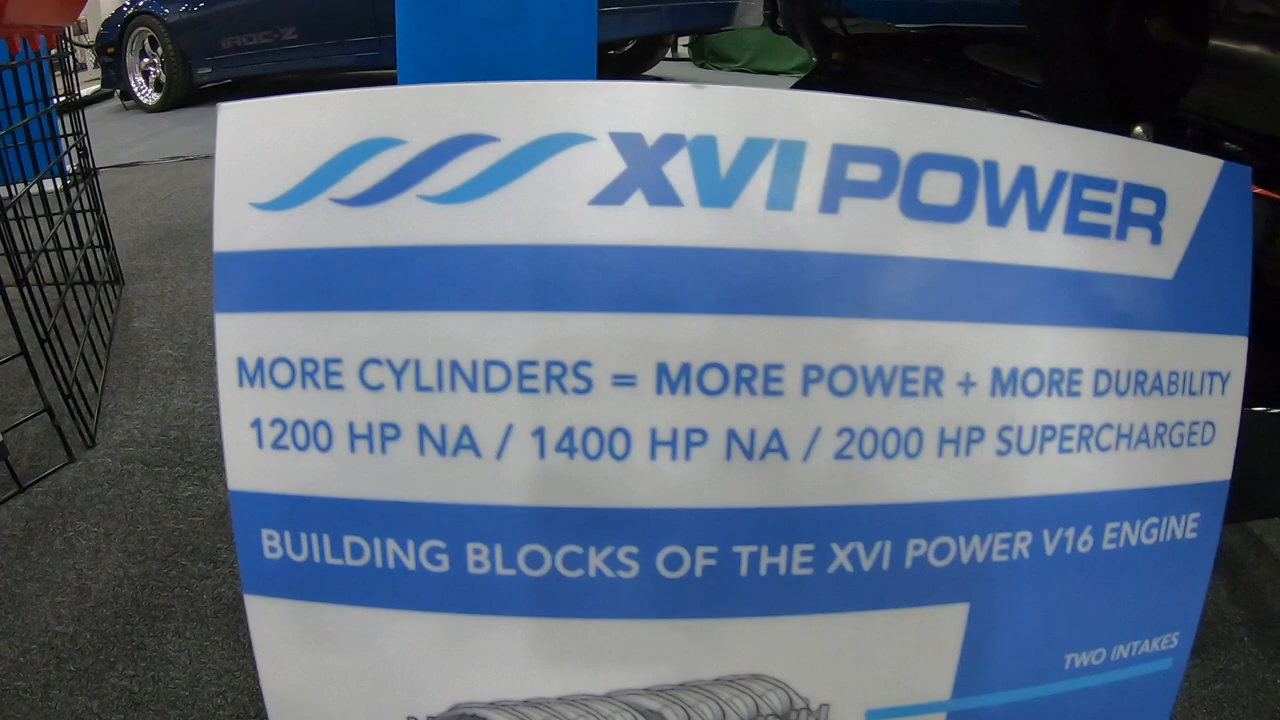 IROC-Z
XVI POWER
MORE CYLINDERS = MORE POWER + MORE DURABILITY
1200 HP NA / 1400 HP NA / 2000 HP SUPERCHARGED
BUILDING BLOCKS OF THE XVI POWER V16 ENGINE
TWO INTAKES